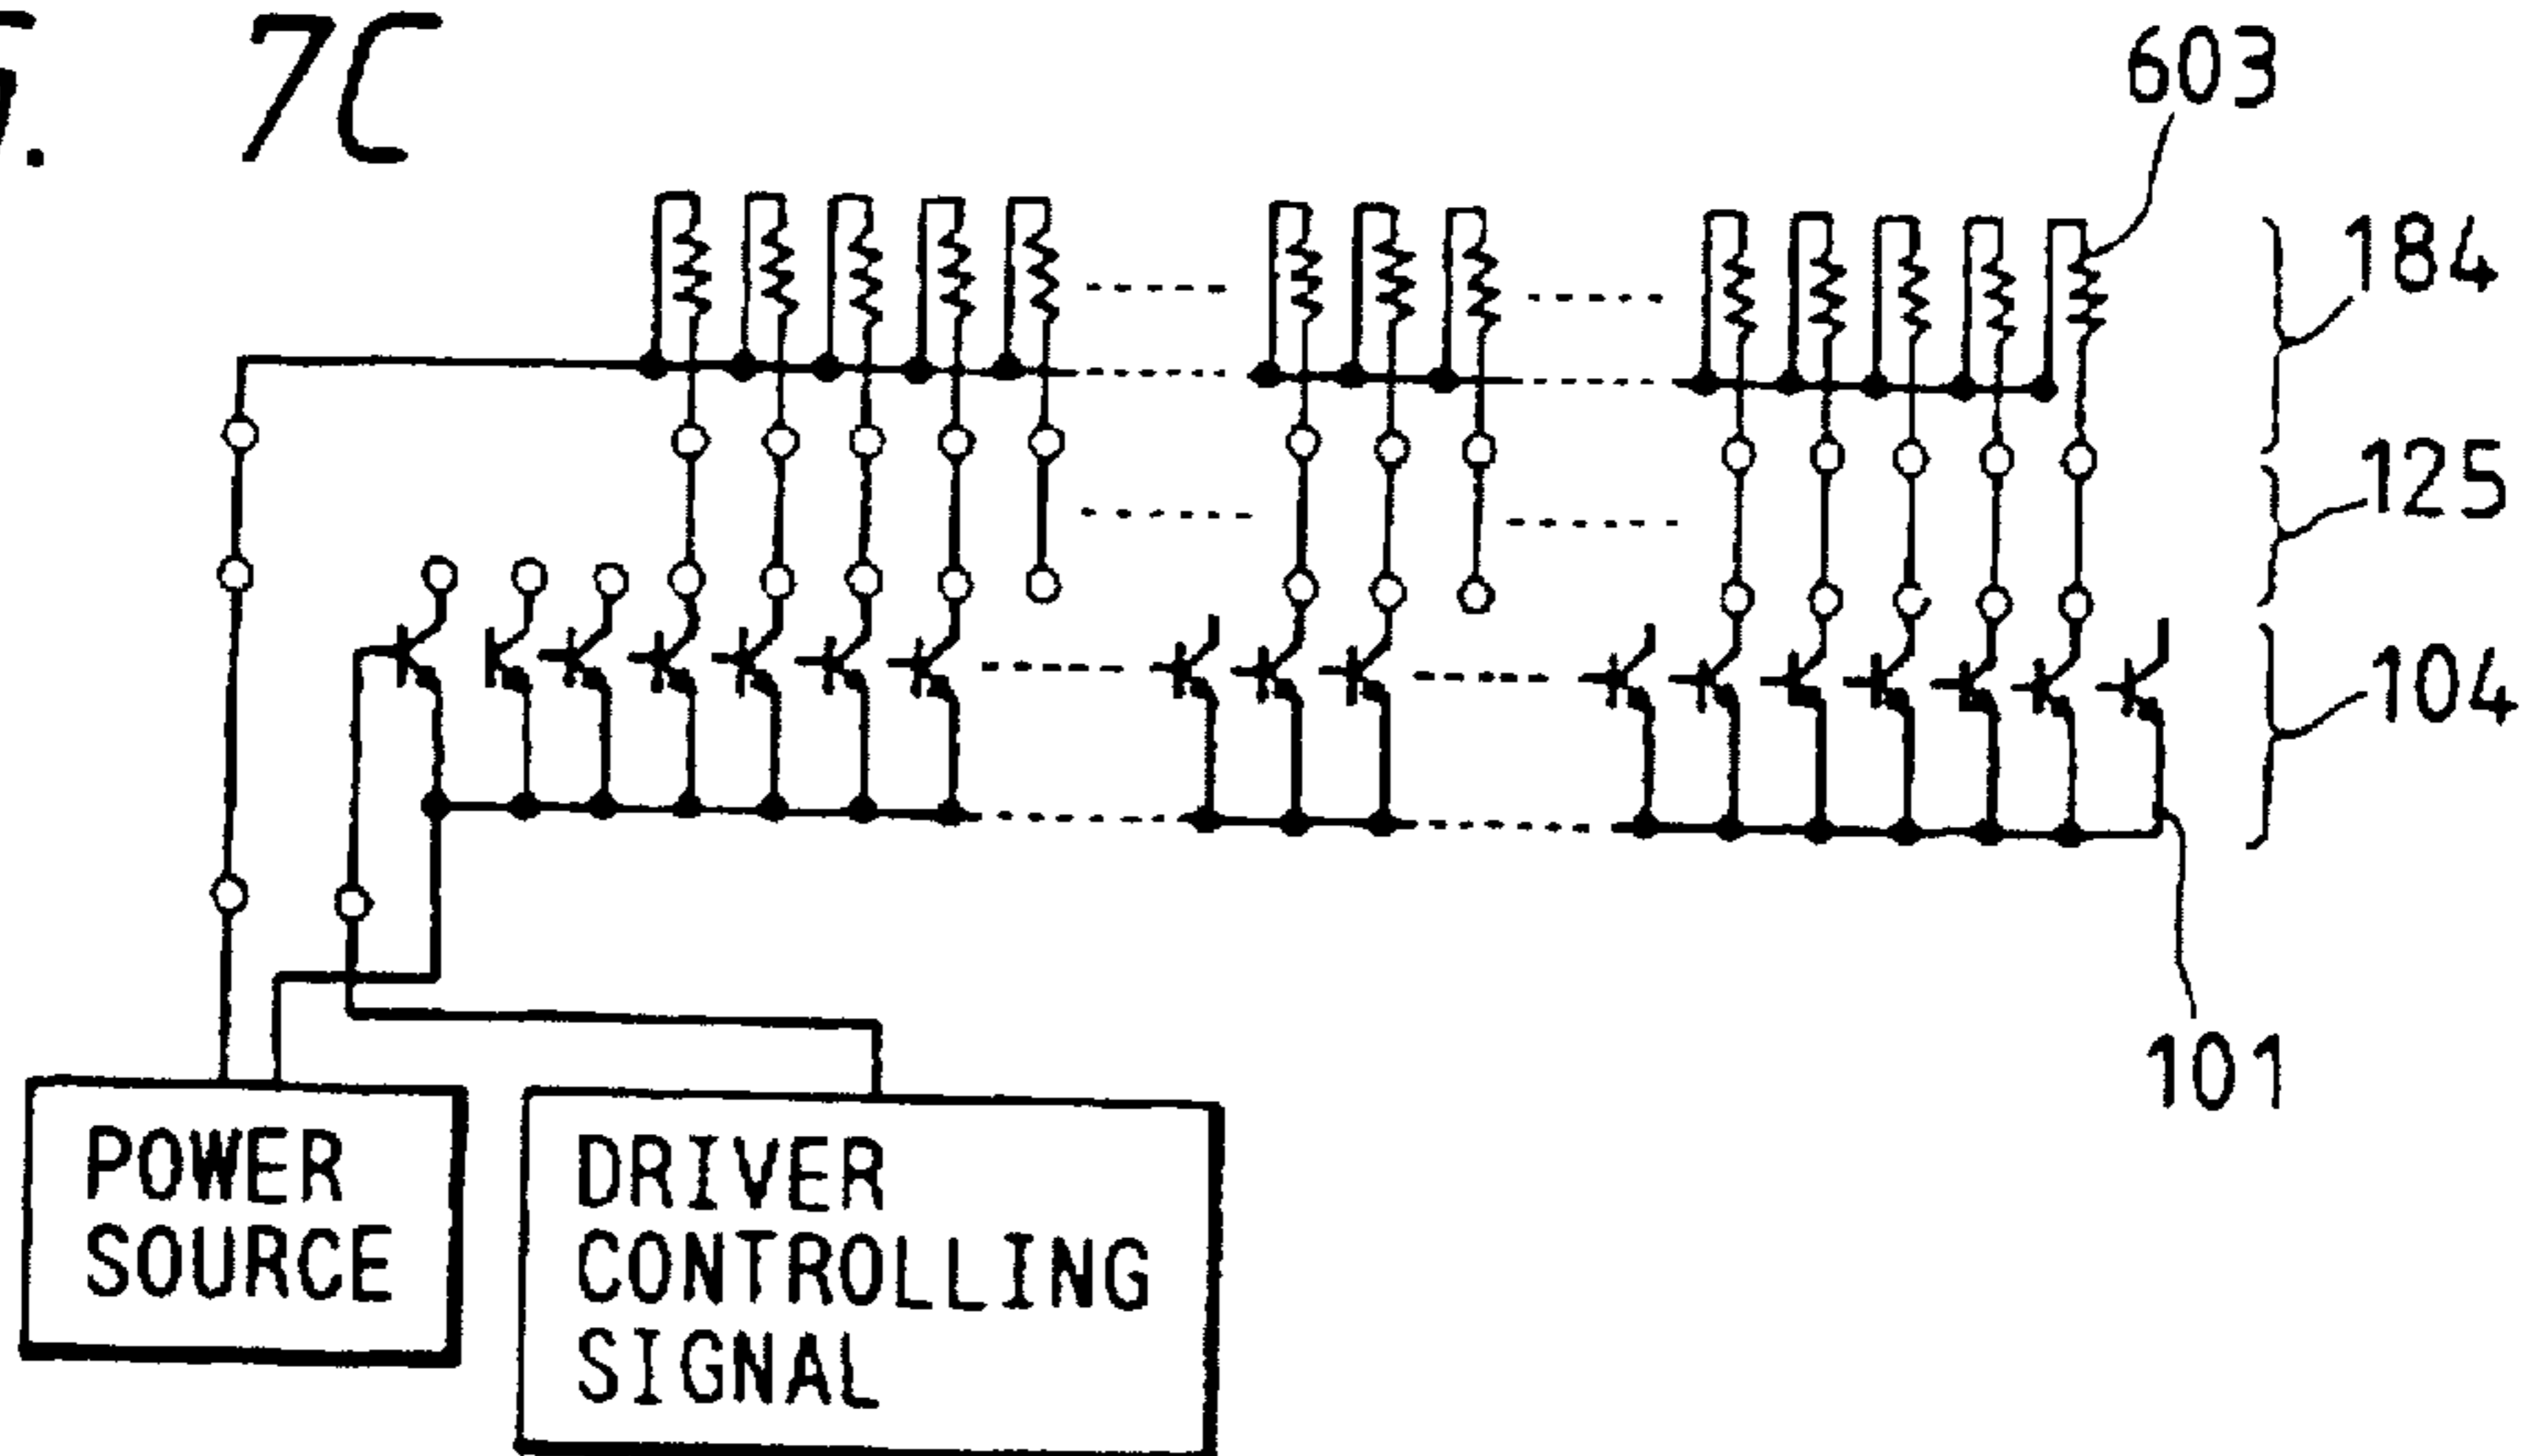 G. 7C
603
184
125
104
101
POWER
SOURCE
DRIVER
CONTROLLING
SIGNAL